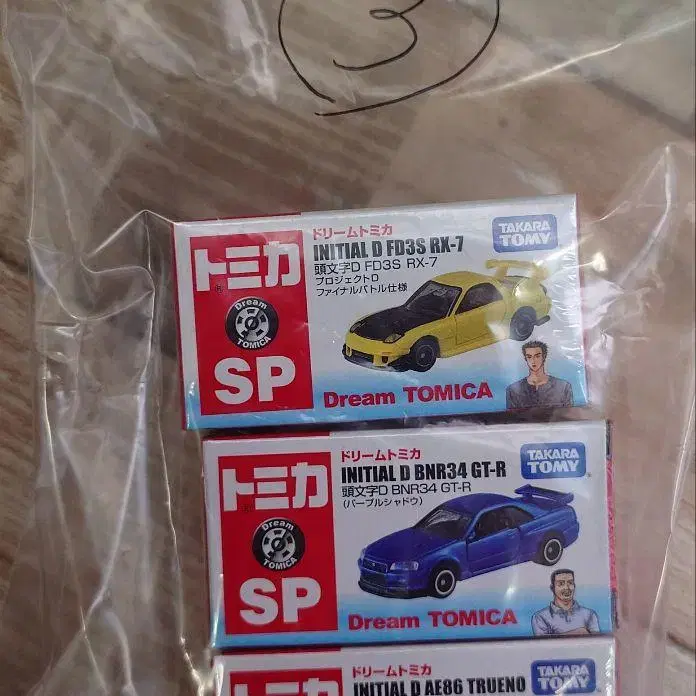 3
トミカ
Dream
TOMICA
SP
ドリームトミカ
INITIAL D FD3S RX-7
頭文字D FD3S RX-7
プロジェクトD
ファイナルバトル仕様
TAKARA
TOMY
Dream TOMICA
トミカ
Dream
TOMICA
SP
ドリームトミカ
INITIAL D BNR34 GT-R
頭文字D BNR34 GT-R
(パープルシャドウ)
TAKARA
TOMY
Dream TOMICA
トミカ
ドリームトミカ
INITIAL D AE86 TRUENO
TAKARA
TOMY